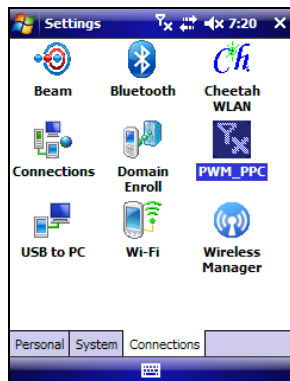 Settings 7:20
Beam Bluetooth Cheetah
WLAN
Connections Domain PWM_PPC
Enroll
USB to PC Wi-Fi Wireless
Manager
Personal System Connections